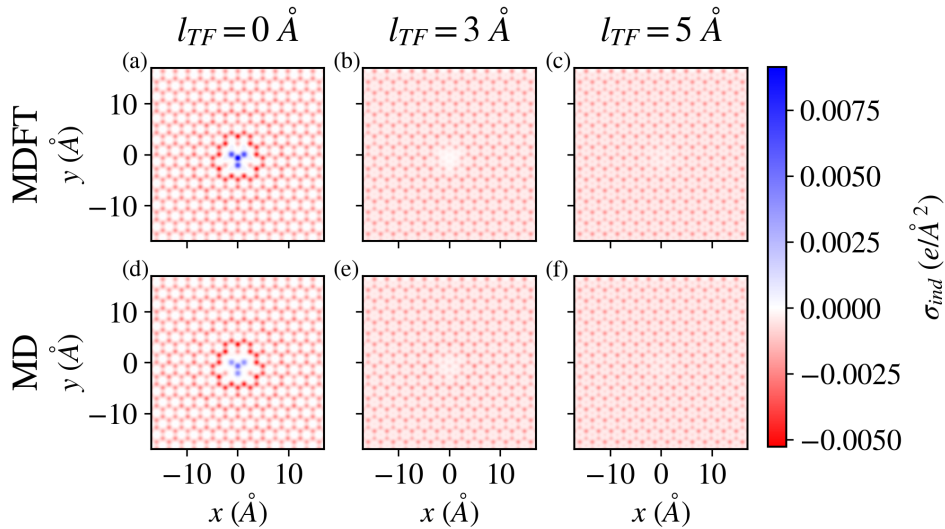 l_TF = 0 Å l_TF = 3 Å l_TF = 5 Å
(a) (b) (c)
MDFT
y (Å)
10
0
−10
(d) (e) (f)
MD
y (Å)
10
0
−10
−10 0 10 −10 0 10 −10 0 10
x (Å) x (Å) x (Å)
0.0075
0.0050
0.0025
0.0000
−0.0025
−0.0050
σ_ind (e/Å²)